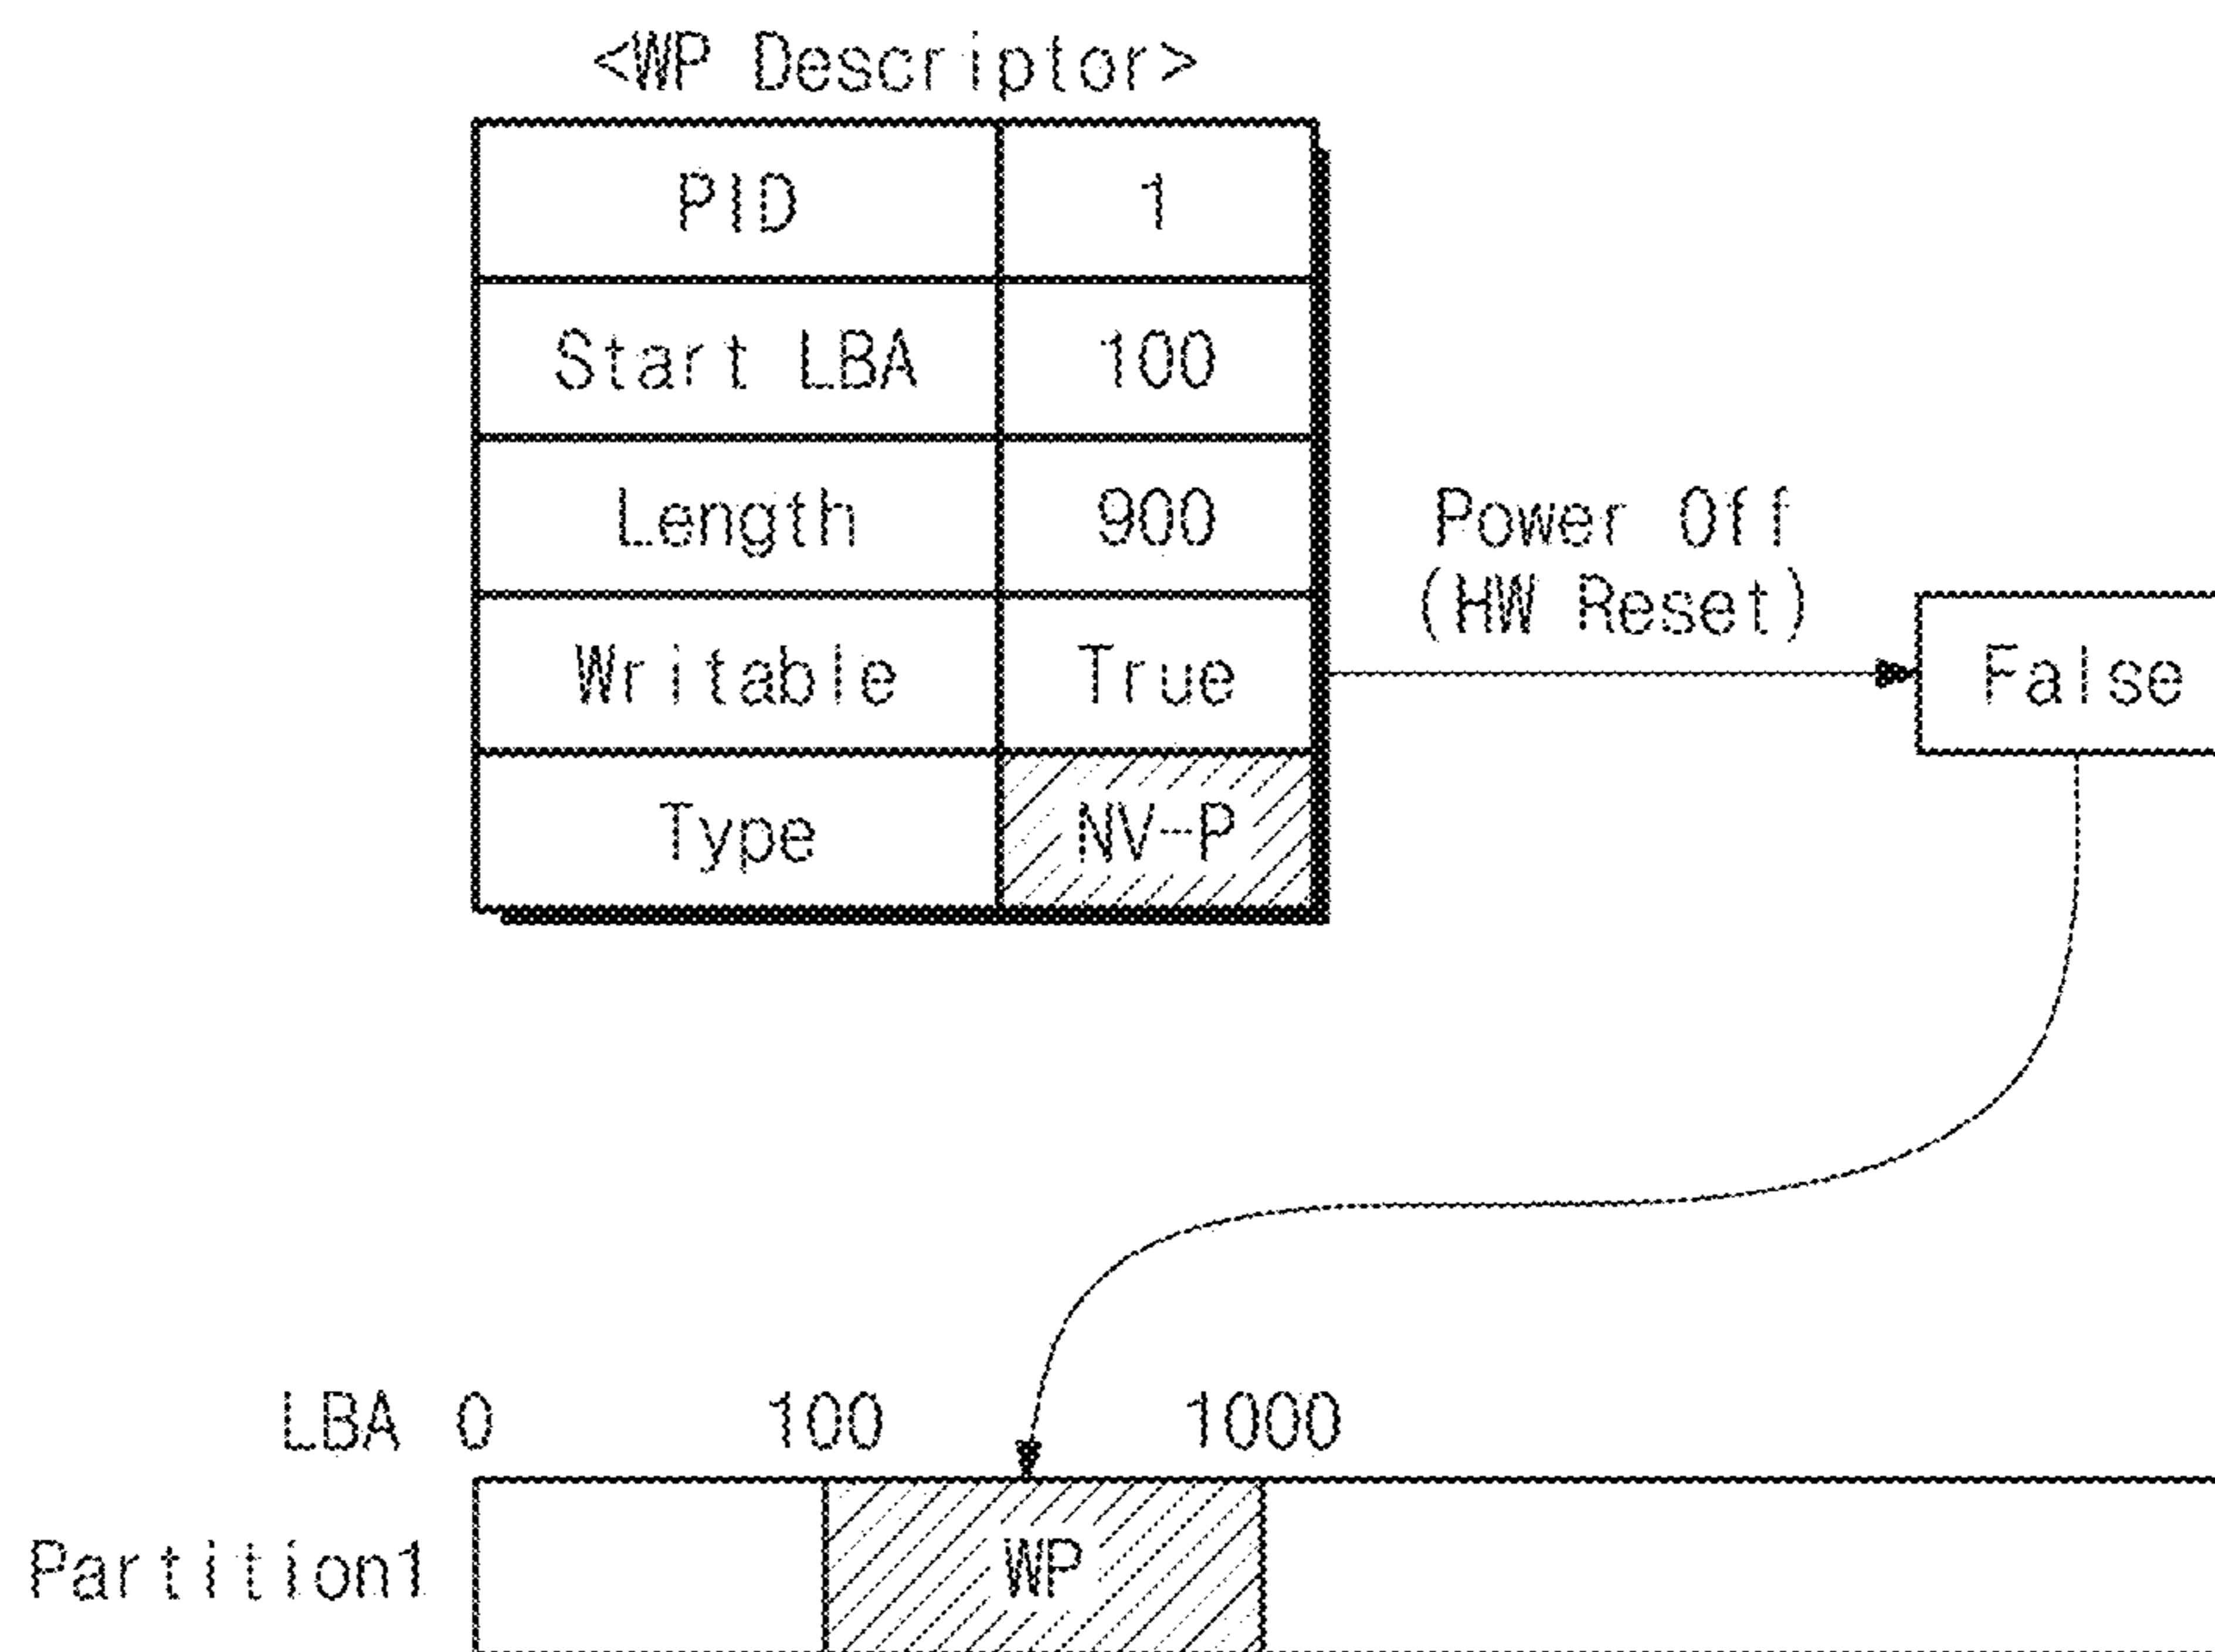 <WP Descriptor>
PID 1
Start LBA 100
Length 900
Power Off
(HW Reset)
Writable True
False
Type NV-P
LBA 0 100 1000
Partition1 WP